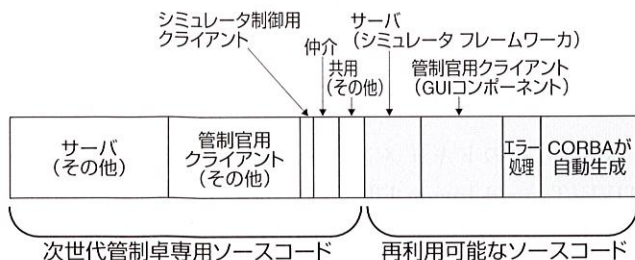 シミュレータ制御用
クライアント
仲介
共用
(その他)
サーバ
(シミュレータ フレームワーカ)
管制官用クライアント
(GUIコンポーネント)
サーバ
(その他)
管制官用
クライアント
(その他)
エラー
処理
CORBAが
自動生成
次世代管制卓専用ソースコード
再利用可能なソースコード